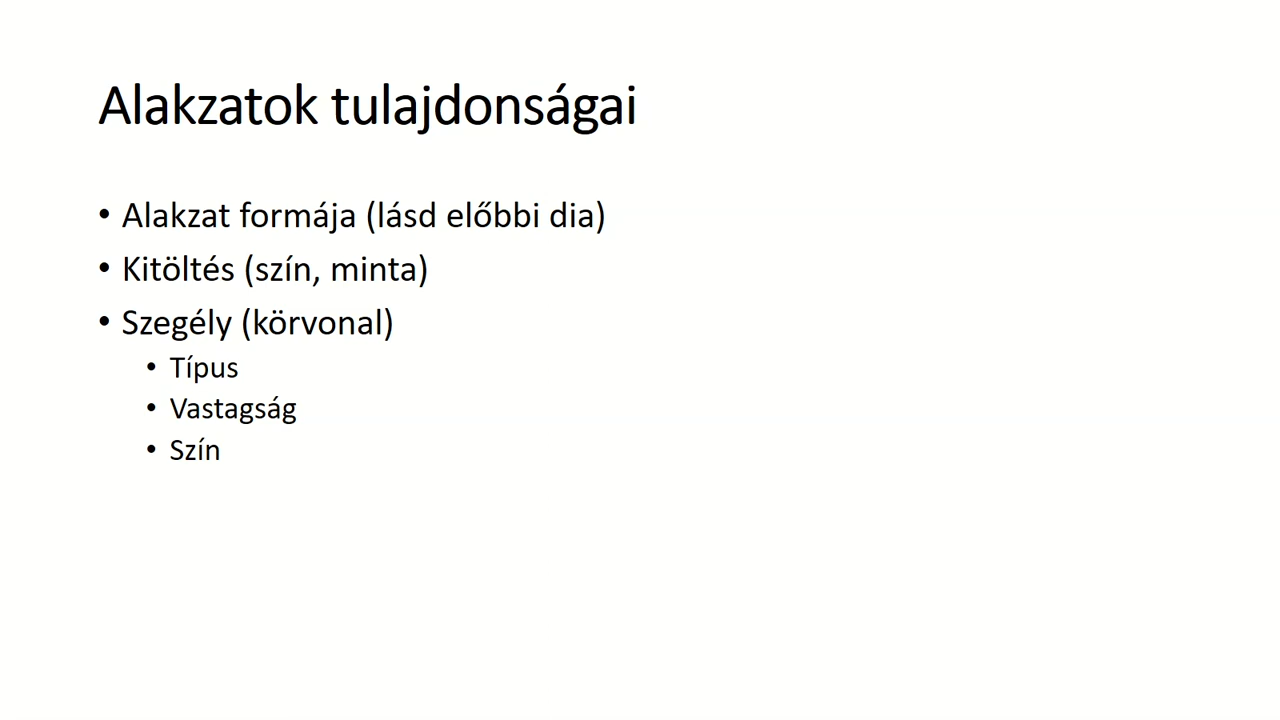 Alakzatok tulajdonságai
• Alakzat formája (lásd előbbi dia)
• Kitöltés (szín, minta)
• Szegély (körvonal)
• Típus
• Vastagság
• Szín